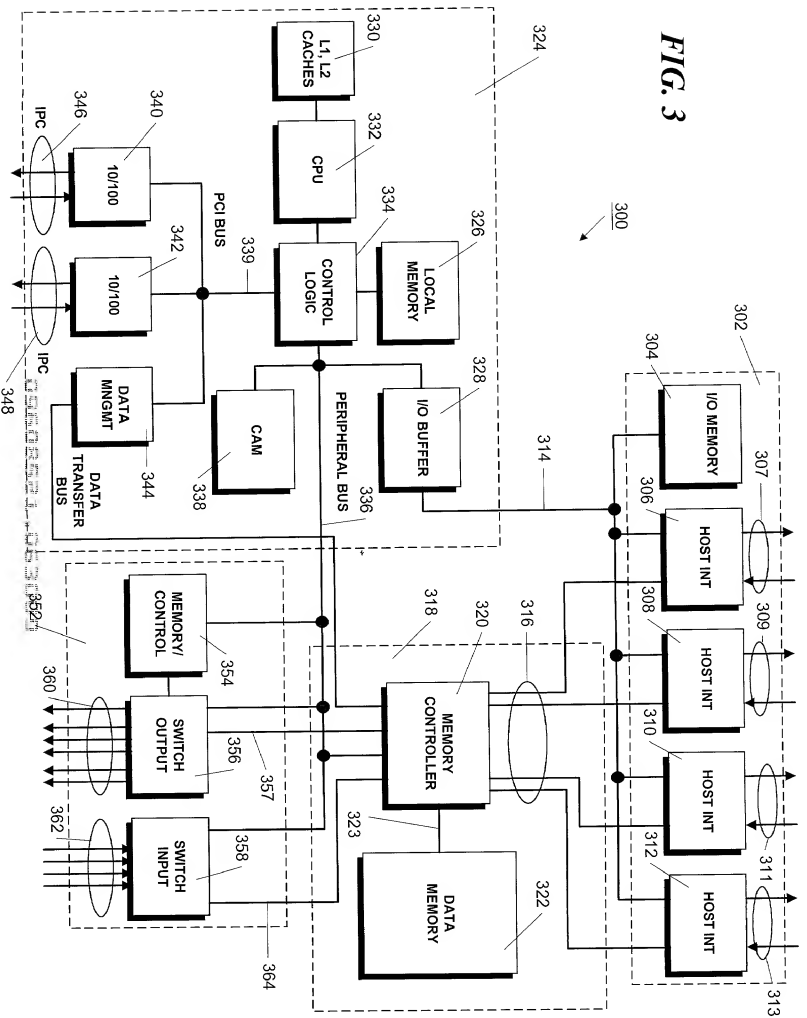 FIG. 3
300
302
304
I/O MEMORY
306
HOST INT
307
308
HOST INT
309
310
HOST INT
311
312
HOST INT
313
314
316
318
320
MEMORY
CONTROLLER
322
DATA
MEMORY
323
324
326
LOCAL
MEMORY
328
I/O BUFFER
330
L1, L2
CACHES
332
CPU
334
CONTROL
LOGIC
PERIPHERAL BUS
336
CAM
338
339
PCI BUS
340
10/100
342
10/100
DATA
MNGMT
344
346
IPC
IPC
348
DATA
TRANSFER
BUS
352
MEMORY/
CONTROL
354
SWITCH
OUTPUT
356
357
SWITCH
INPUT
358
360
362
364